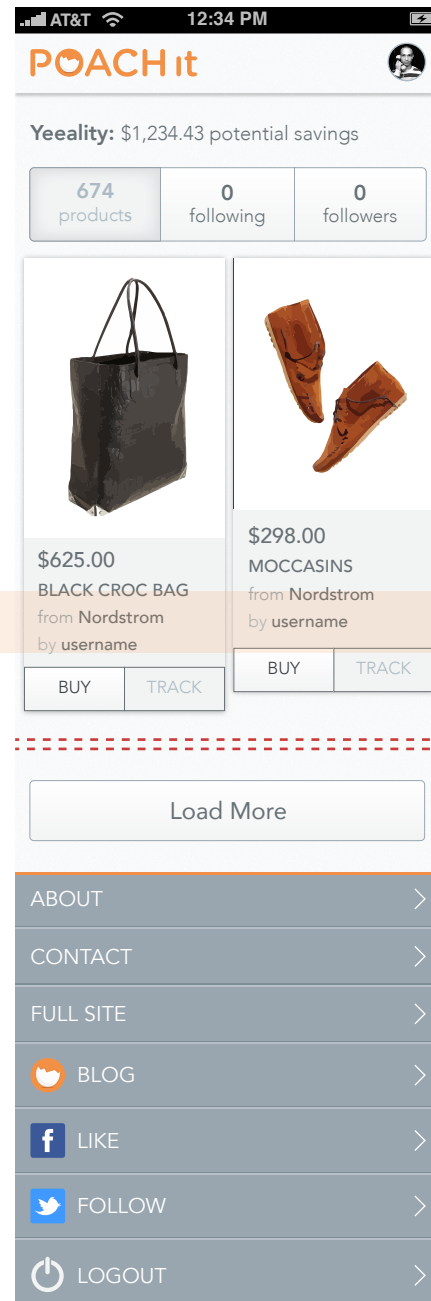 AT&T 12:34 PM
POACH it
Yeeality: $1,234.43 potential savings
674
products
0
following
0
followers
$625.00
BLACK CROC BAG
from Nordstrom
by username
BUY TRACK
$298.00
MOCCASINS
from Nordstrom
by username
BUY TRACK
Load More
ABOUT
CONTACT
FULL SITE
BLOG
f LIKE
FOLLOW
LOGOUT